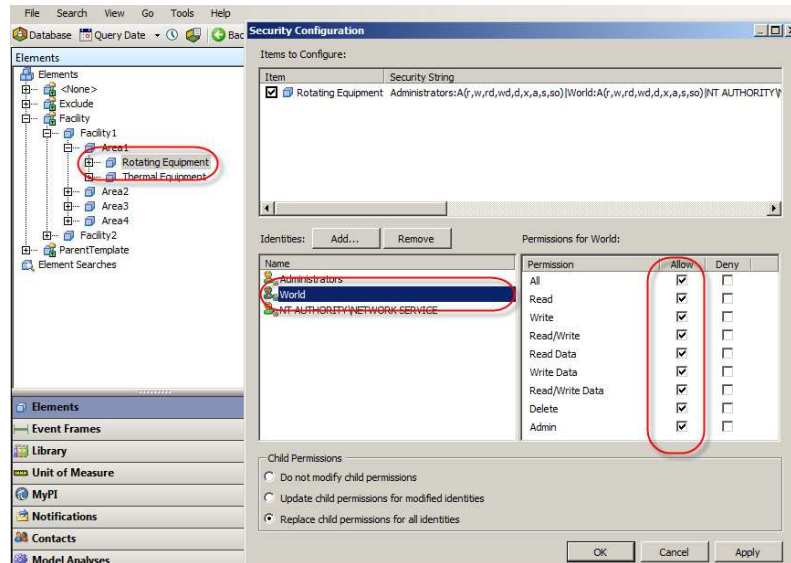 File Search View Go Tools Help
Database Query Date Bac
Security Configuration
Elements
Elements
<None>
Exclude
Facility
Facility1
Area1
Rotating Equipment
Thermal Equipment
Area2
Area3
Area4
Facility2
ParentTemplate
Element Searches
Elements
Event Frames
Library
Unit of Measure
MyPI
Notifications
Contacts
Model Analyses
Items to Configure:
Item Security String
Rotating Equipment Administrators:A(r,w,rd,wd,d,x,a,s,so)|World:A(r,w,rd,wd,d,x,a,s,so)|NT AUTHORITY\
Identities: Add... Remove
Name
Administrators
World
NT AUTHORITY\NETWORK SERVICE
Permissions for World:
Permission Allow Deny
All
Read
Write
Read/Write
Read Data
Write Data
Read/Write Data
Delete
Admin
Child Permissions
Do not modify child permissions
Update child permissions for modified identities
Replace child permissions for all identities
OK Cancel Apply